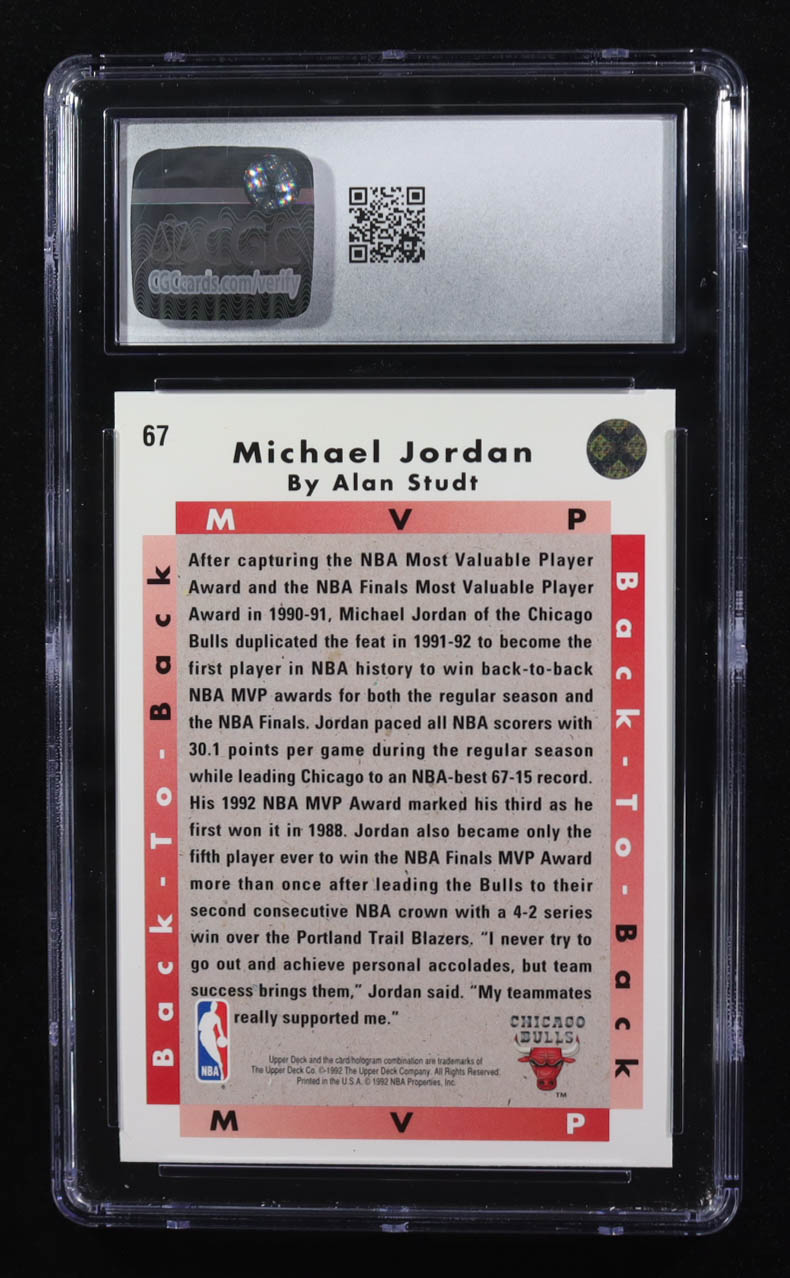 CGC
CGCcards.com/verify
67
Michael Jordan
By Alan Studt
M V P
Back-To-Back
Back-To-Back
After capturing the NBA Most Valuable Player
Award and the NBA Finals Most Valuable Player
Award in 1990-91, Michael Jordan of the Chicago
Bulls duplicated the feat in 1991-92 to become the
first player in NBA history to win back-to-back
NBA MVP awards for both the regular season and
the NBA Finals. Jordan paced all NBA scorers with
30.1 points per game during the regular season
while leading Chicago to an NBA-best 67-15 record.
His 1992 NBA MVP Award marked his third as he
first won it in 1988. Jordan also became only the
fifth player ever to win the NBA Finals MVP Award
more than once after leading the Bulls to their
second consecutive NBA crown with a 4-2 series
win over the Portland Trail Blazers. “I never try to
go out and achieve personal accolades, but team
success brings them,” Jordan said. “My teammates
really supported me.”
NBA
CHICAGO
BULLS
TM
Upper Deck and the card/hologram combination are trademarks of
The Upper Deck Co. © 1992 The Upper Deck Company. All Rights Reserved.
Printed in the U.S.A. © 1992 NBA Properties, Inc.
M V P